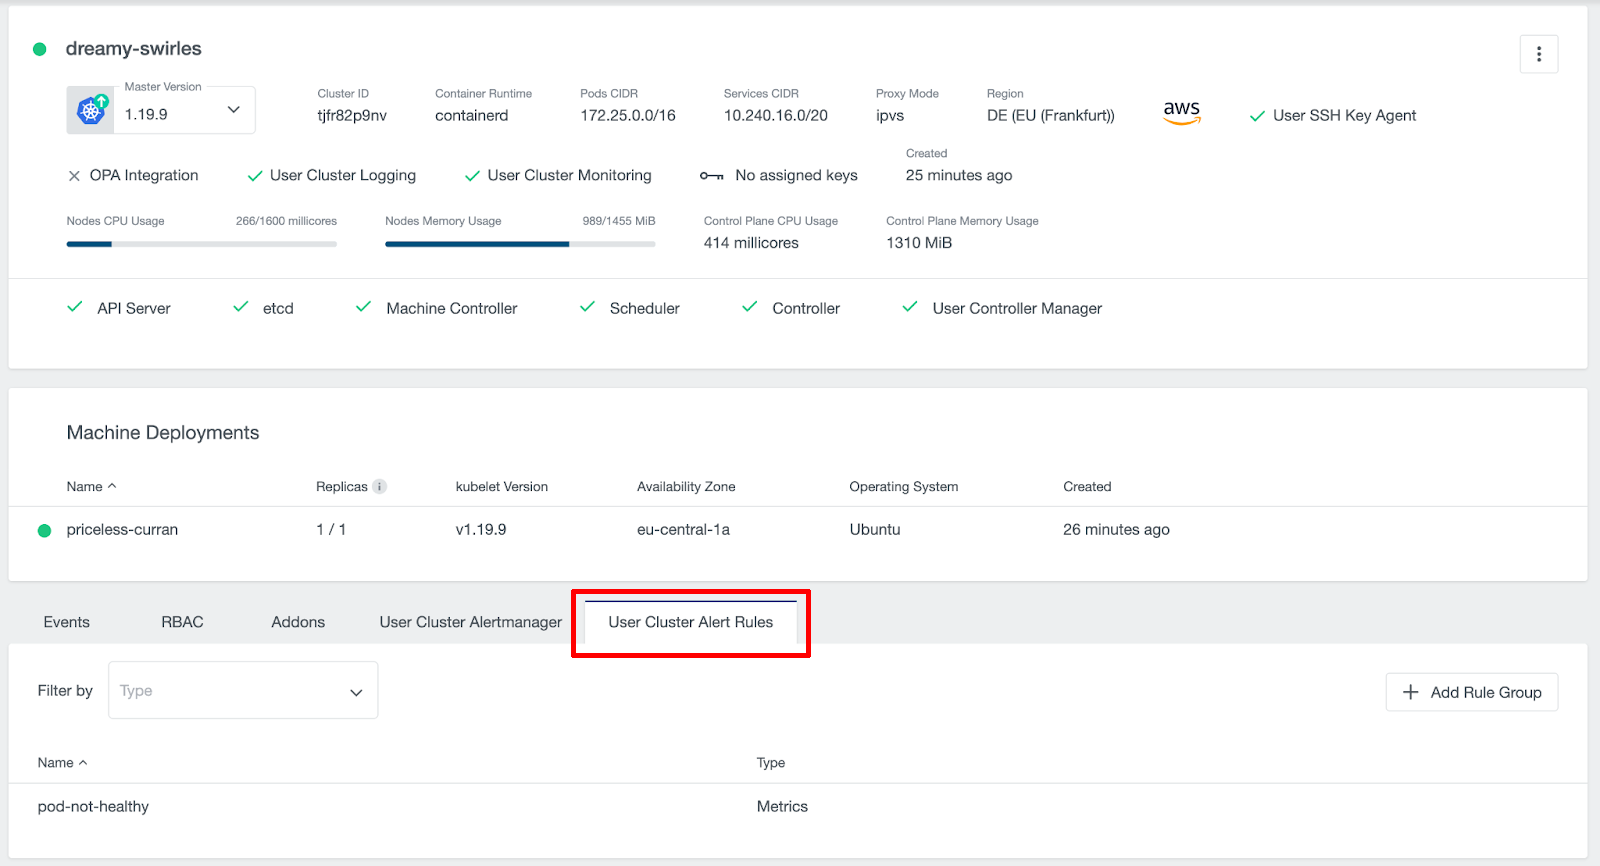 dreamy-swirles
Master Version
1.19.9
Cluster ID
tjfr82p9nv
Container Runtime
containerd
Pods CIDR
172.25.0.0/16
Services CIDR
10.240.16.0/20
Proxy Mode
ipvs
Region
DE (EU (Frankfurt))
aws
User SSH Key Agent
OPA Integration
User Cluster Logging
User Cluster Monitoring
No assigned keys
Created
25 minutes ago
Nodes CPU Usage 266/1600 millicores
Nodes Memory Usage 989/1455 MiB
Control Plane CPU Usage
414 millicores
Control Plane Memory Usage
1310 MiB
API Server etcd Machine Controller Scheduler Controller User Controller Manager
Machine Deployments
Name Replicas i kubelet Version Availability Zone Operating System Created
priceless-curran 1 / 1 v1.19.9 eu-central-1a Ubuntu 26 minutes ago
Events RBAC Addons User Cluster Alertmanager User Cluster Alert Rules
Filter by Type + Add Rule Group
Name Type
pod-not-healthy Metrics